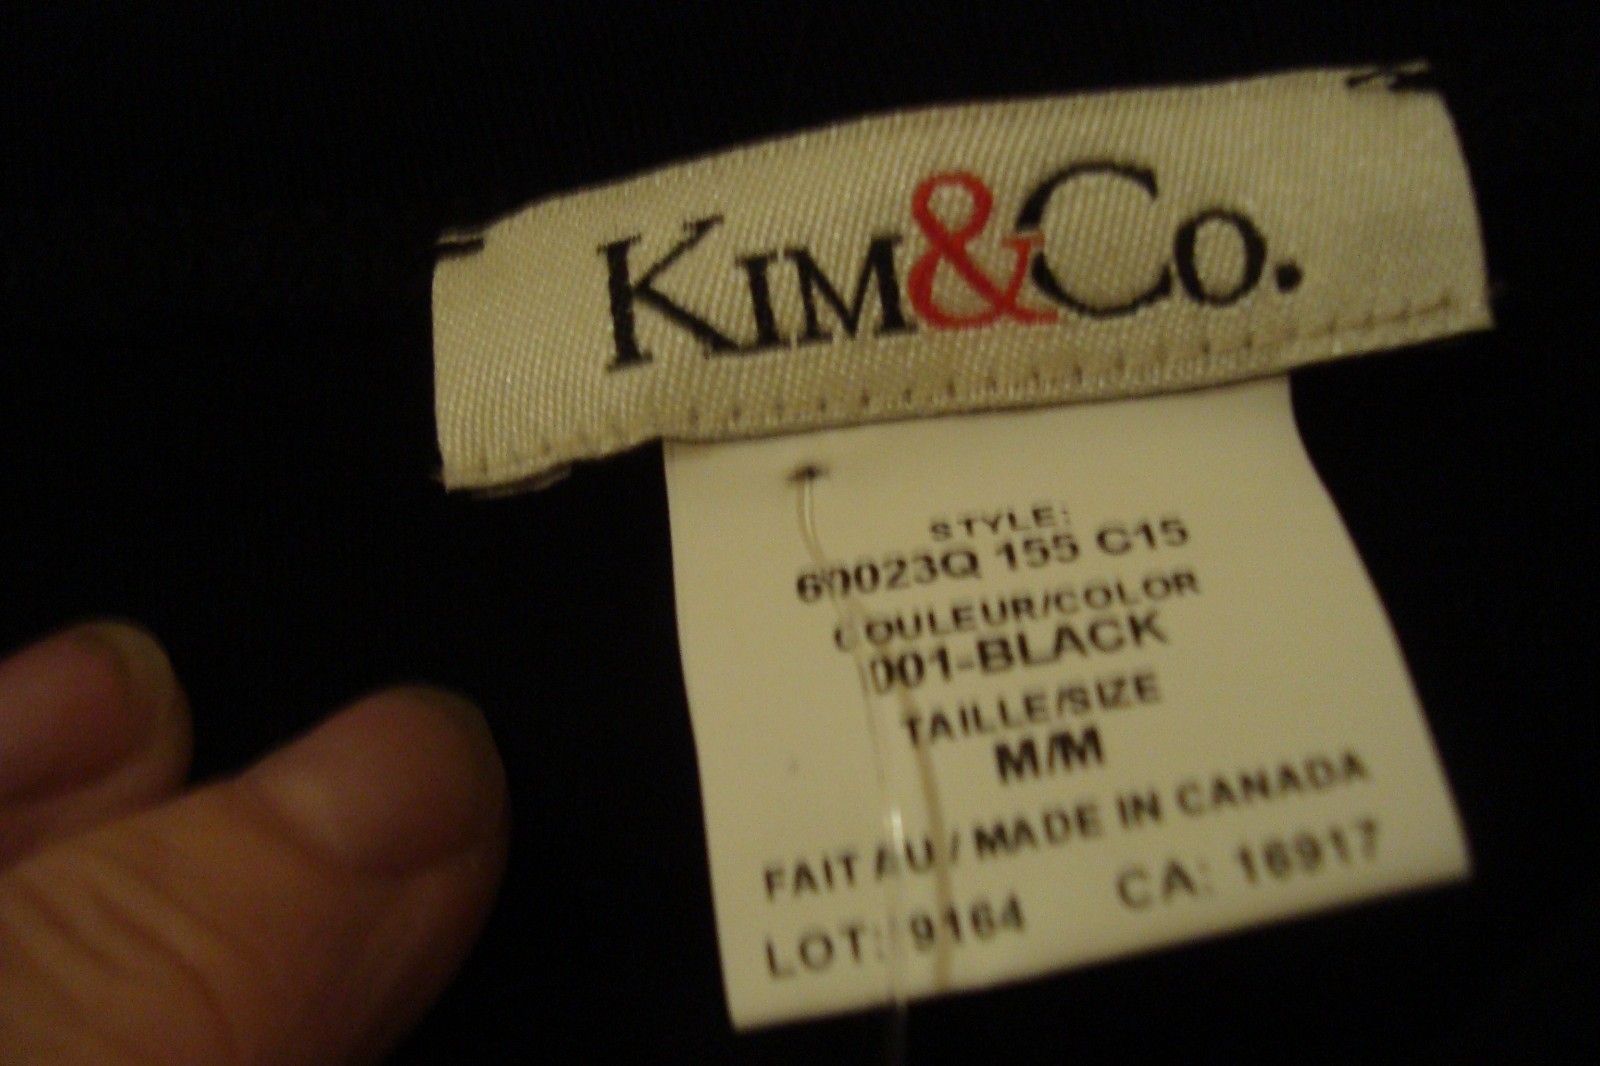 KIM&CO.
STYLE:
60023Q 155 C15
COULEUR/COLOR
001-BLACK
TAILLE/SIZE
M/M
FAIT AU / MADE IN CANADA
LOT: 9164 CA: 16917